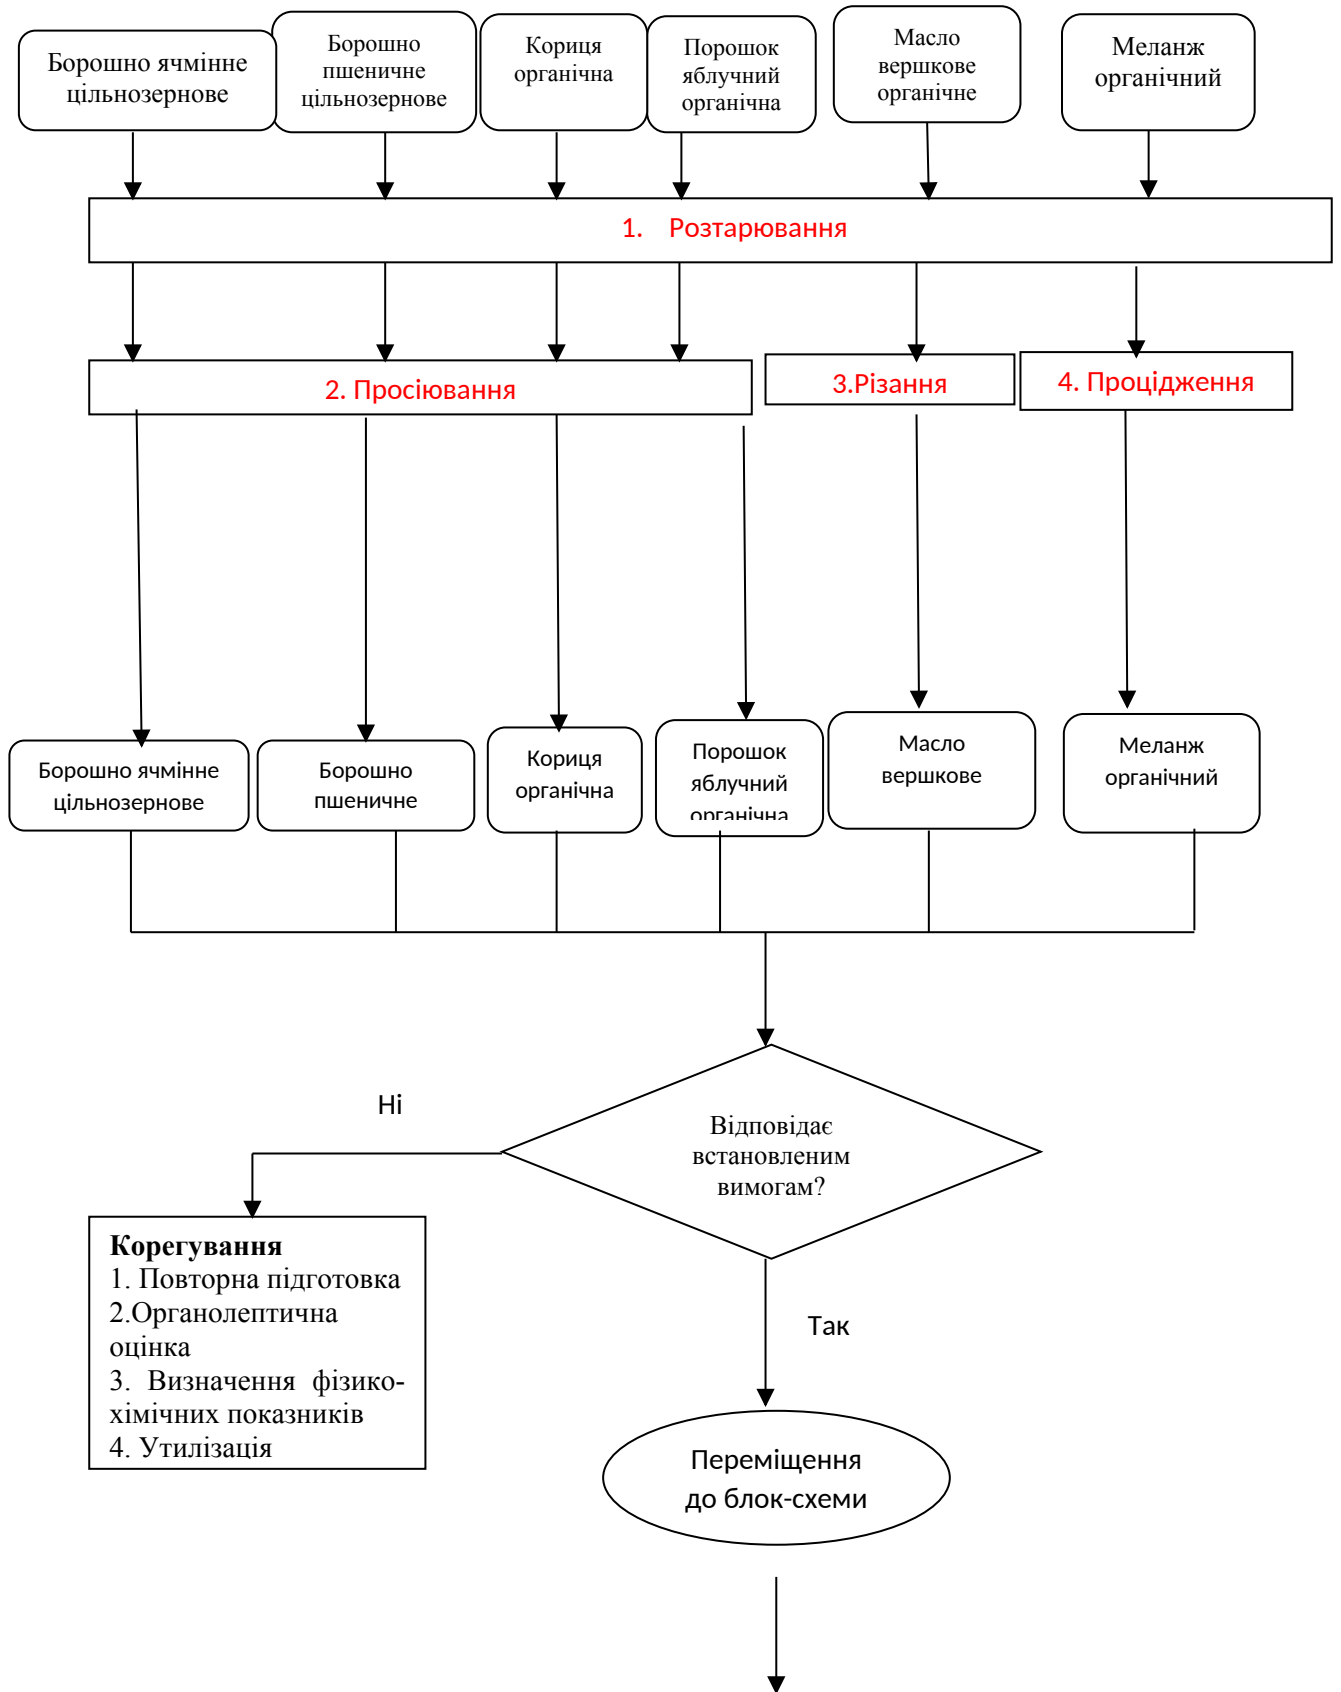 Борошно ячмінне
цільнозернове
Борошно
пшеничне
цільнозернове
Кориця
органічна
Порошок
яблучний
органічна
Масло
вершкове
органічне
Меланж
органічний
1. Розтарювання
2. Просіювання
3.Різання
4. Процідження
Борошно ячмінне
цільнозернове
Борошно
пшеничне
Кориця
органічна
Порошок
яблучний
органічна
Масло
вершкове
Меланж
органічний
Відповідає
встановленим
вимогам?
Ні
Корегування
1. Повторна підготовка
2.Органолептична
оцінка
3. Визначення фізико-
хімічних показників
4. Утилізація
Так
Переміщення
до блок-схеми